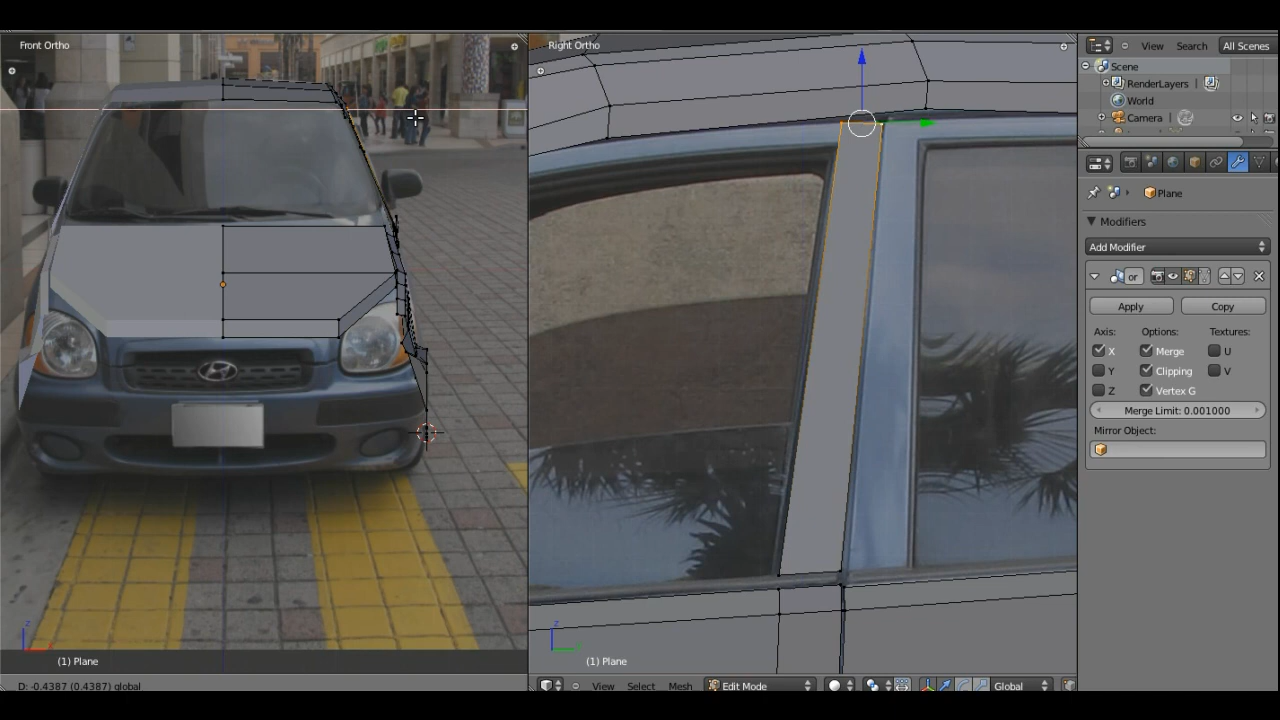 Front Ortho
Right Ortho
View Search All Scenes
Scene
RenderLayers
World
Camera
Plane
Modifiers
Add Modifier
or
Apply Copy
Axis: Options: Textures:
X Merge U
Y Clipping V
Z Vertex G
Merge Limit: 0.001000
Mirror Object:
z
(1) Plane
z
(1) Plane
D: -0.4387 (0.4387) global
View Select Mesh Edit Mode Global